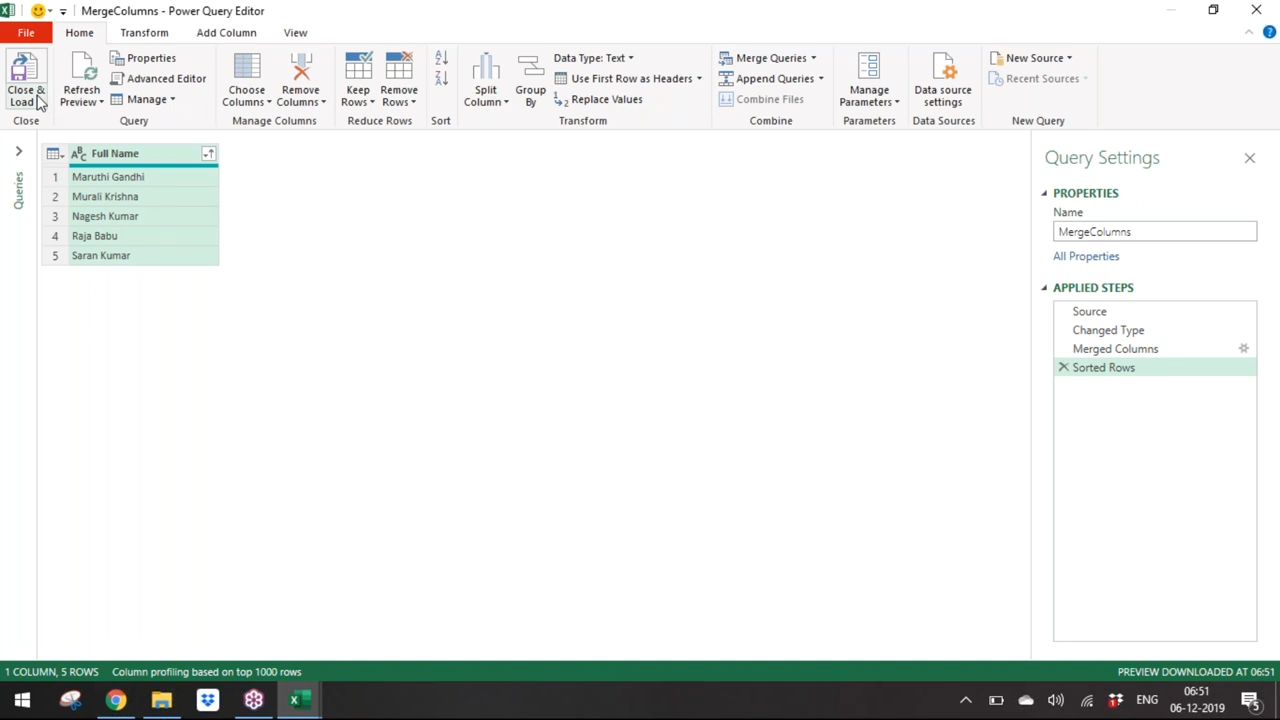 MergeColumns - Power Query Editor
File Home Transform Add Column View
Close & Load
Close
Refresh Preview
Properties
Advanced Editor
Manage
Query
Choose Columns
Remove Columns
Manage Columns
Keep Rows
Remove Rows
Reduce Rows
A Z
Z A
Sort
Split Column
Group By
Data Type: Text
Use First Row as Headers
1 2 Replace Values
Transform
Merge Queries
Append Queries
Combine Files
Combine
Manage Parameters
Parameters
Data source settings
Data Sources
New Source
Recent Sources
New Query
Queries
ABC Full Name
1 Maruthi Gandhi
2 Murali Krishna
3 Nagesh Kumar
4 Raja Babu
5 Saran Kumar
Query Settings
PROPERTIES
Name
MergeColumns
All Properties
APPLIED STEPS
Source
Changed Type
Merged Columns
Sorted Rows
1 COLUMN, 5 ROWS Column profiling based on top 1000 rows
PREVIEW DOWNLOADED AT 06:51
ENG
06:51
06-12-2019
5